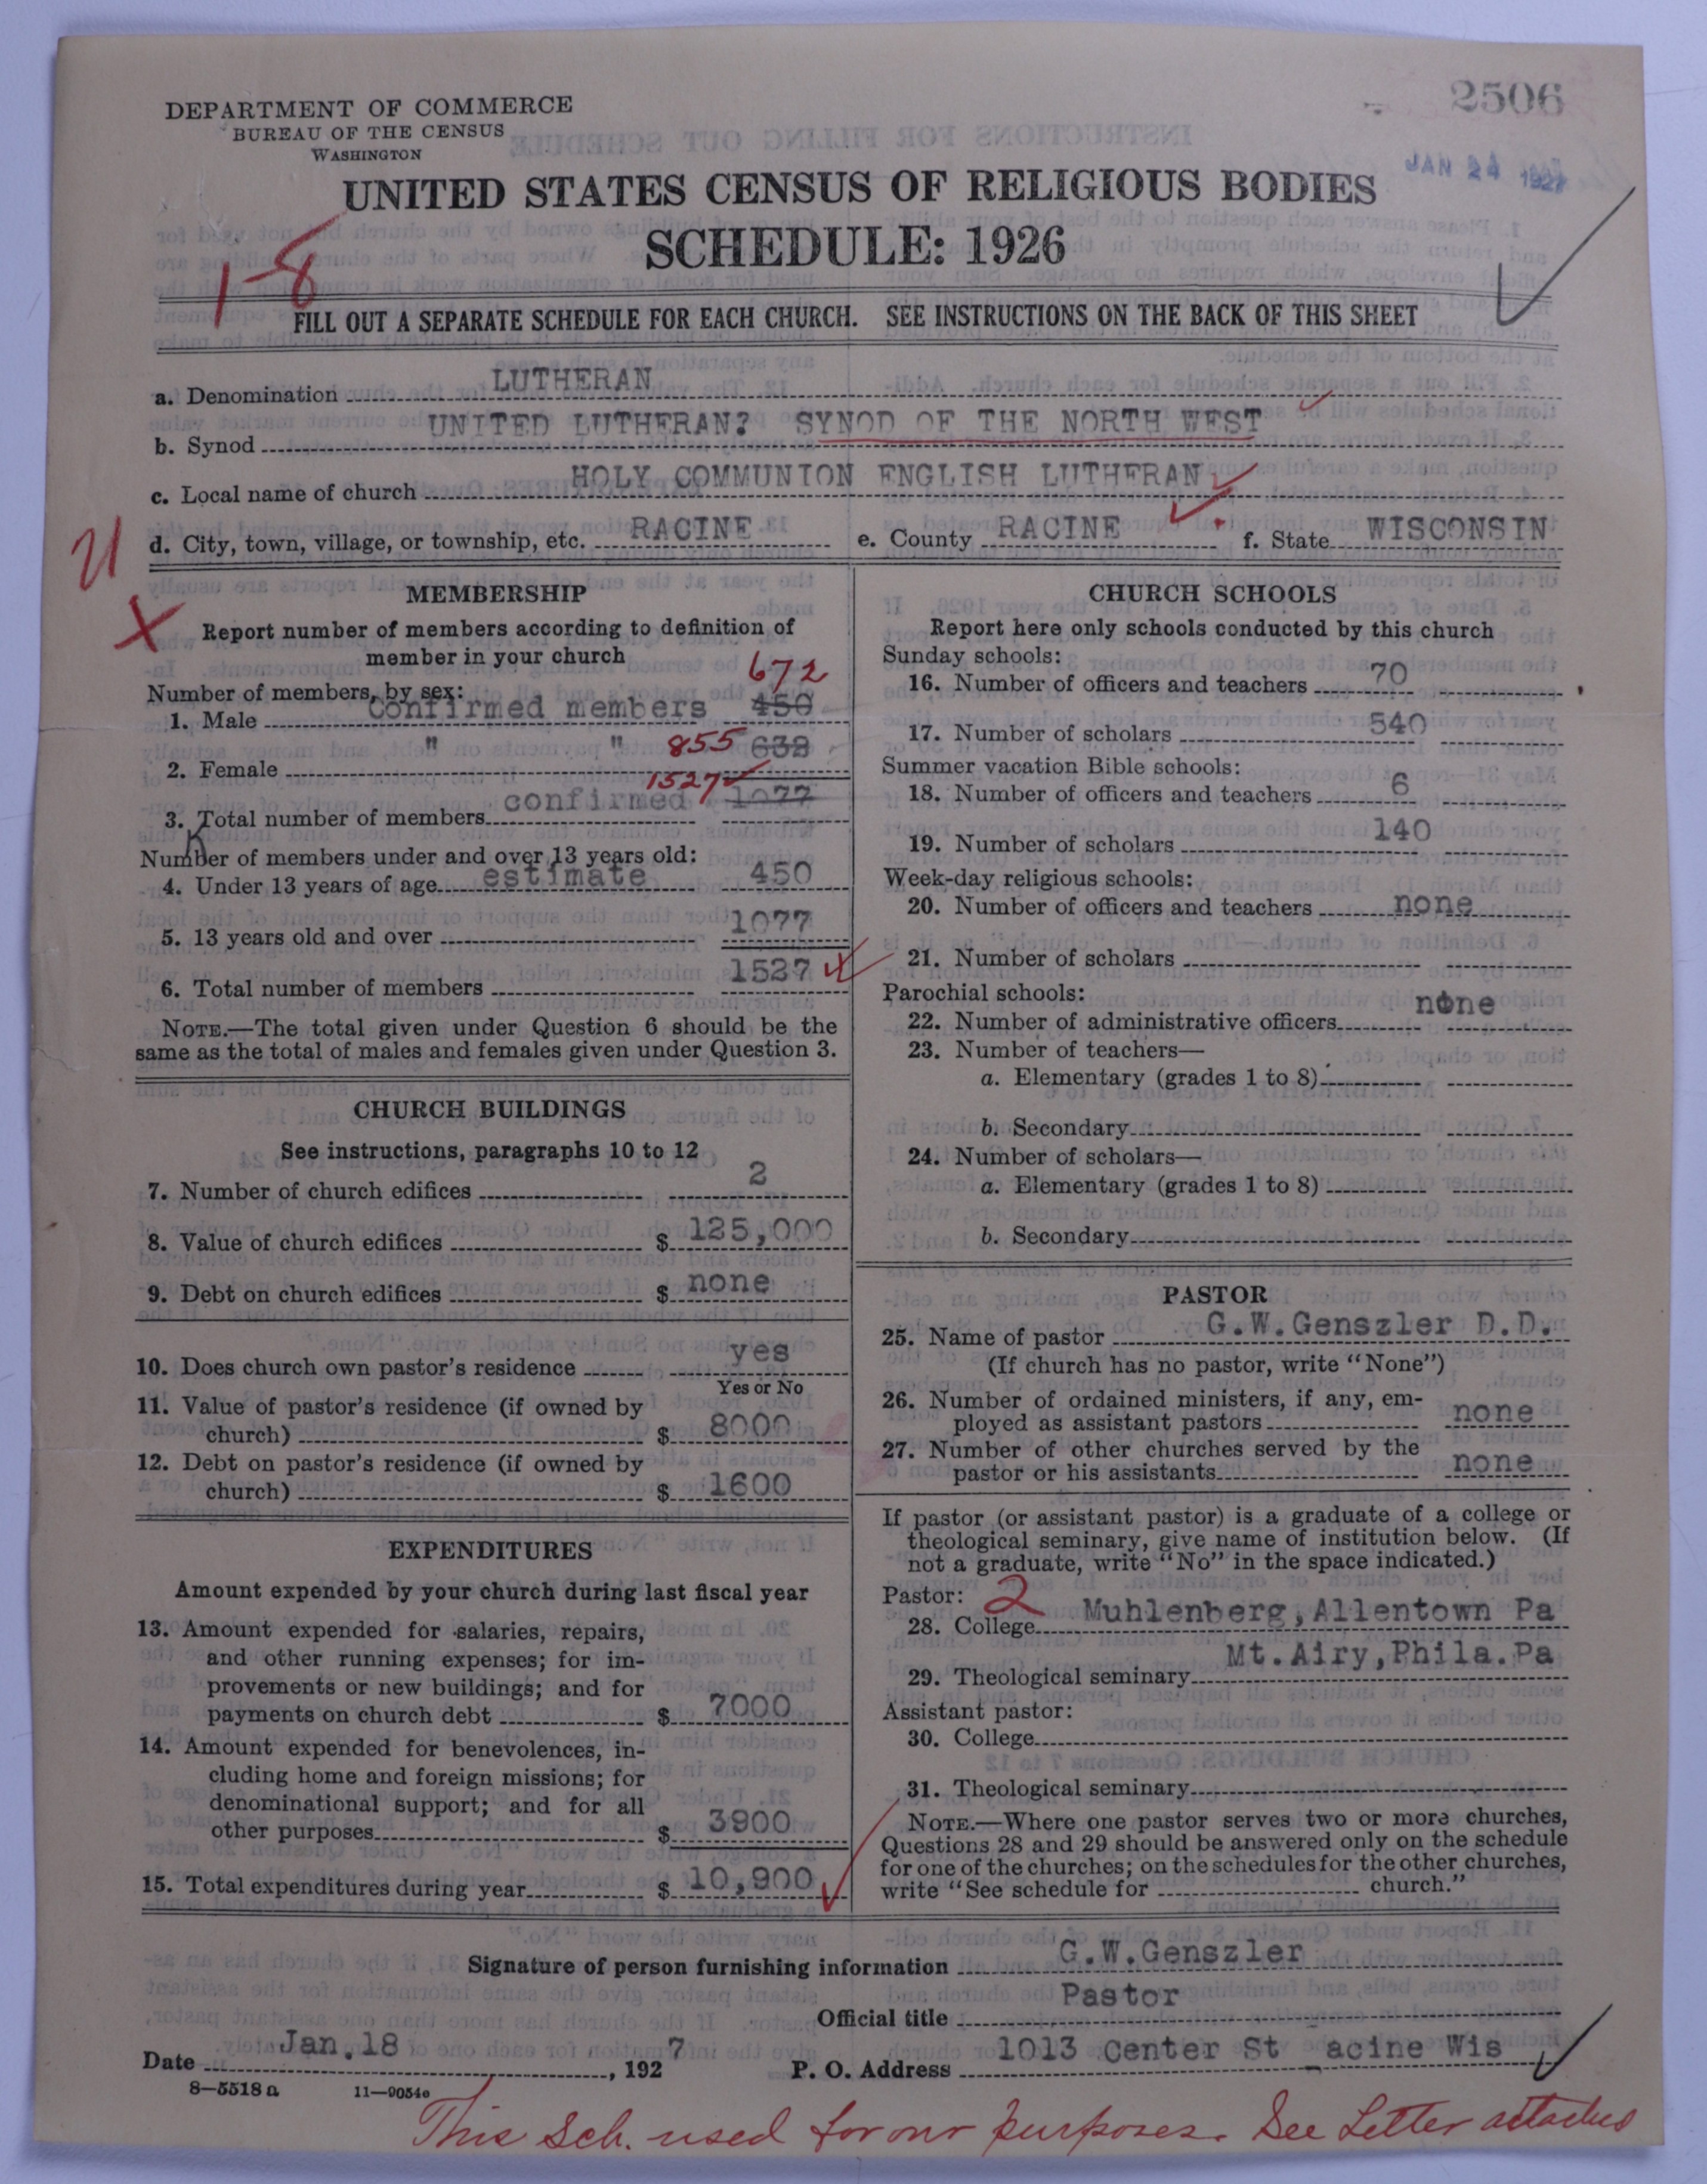 2506
DEPARTMENT OF COMMERCE
BUREAU OF THE CENSUS
WASHINGTON
JAN 24 1927
UNITED STATES CENSUS OF RELIGIOUS BODIES
SCHEDULE: 1926
1-8
FILL OUT A SEPARATE SCHEDULE FOR EACH CHURCH. SEE INSTRUCTIONS ON THE BACK OF THIS SHEET
a. Denomination LUTHERAN
b. Synod UNITED LUTHERAN? SYNOD OF THE NORTH WEST
c. Local name of church HOLY COMMUNION ENGLISH LUTHERAN
d. City, town, village, or township, etc. RACINE e. County RACINE f. State WISCONSIN
21
X
MEMBERSHIP
Report number of members according to definition of
member in your church
Number of members, by sex:
672
1. Male confirmed members 450
2. Female " " 855 638
1527
3. Total number of members confirmed 1077
Number of members under and over 13 years old:
4. Under 13 years of age estimate 450
5. 13 years old and over 1077
6. Total number of members 1527
NOTE.—The total given under Question 6 should be the
same as the total of males and females given under Question 3.
CHURCH BUILDINGS
See instructions, paragraphs 10 to 12
7. Number of church edifices 2
8. Value of church edifices $ 125,000
9. Debt on church edifices $ none
10. Does church own pastor's residence yes
Yes or No
11. Value of pastor's residence (if owned by
church) $ 8000
12. Debt on pastor's residence (if owned by
church) $ 1600
EXPENDITURES
Amount expended by your church during last fiscal year
13. Amount expended for salaries, repairs,
and other running expenses; for im-
provements or new buildings; and for
payments on church debt $ 7000
14. Amount expended for benevolences, in-
cluding home and foreign missions; for
denominational support; and for all
other purposes $ 3900
15. Total expenditures during year $ 10,900
CHURCH SCHOOLS
Report here only schools conducted by this church
Sunday schools:
16. Number of officers and teachers 70
17. Number of scholars 540
Summer vacation Bible schools:
18. Number of officers and teachers 6
19. Number of scholars 140
Week-day religious schools:
20. Number of officers and teachers none
21. Number of scholars
Parochial schools:
22. Number of administrative officers none
23. Number of teachers—
a. Elementary (grades 1 to 8)
b. Secondary
24. Number of scholars—
a. Elementary (grades 1 to 8)
b. Secondary
PASTOR
25. Name of pastor G.W.Genszler D.D.
(If church has no pastor, write "None")
26. Number of ordained ministers, if any, em-
ployed as assistant pastors none
27. Number of other churches served by the
pastor or his assistants none
If pastor (or assistant pastor) is a graduate of a college or
theological seminary, give name of institution below. (If
not a graduate, write "No" in the space indicated.)
Pastor: 2
28. College Muhlenberg, Allentown Pa
29. Theological seminary Mt. Airy, Phila. Pa
Assistant pastor:
30. College
31. Theological seminary
NOTE.—Where one pastor serves two or more churches,
Questions 28 and 29 should be answered only on the schedule
for one of the churches; on the schedules for the other churches,
write "See schedule for church."
Signature of person furnishing information G.W.Genszler
Official title Pastor
Date Jan. 18, 1927 P. O. Address 1013 Center St acine Wis
8-5518 a 11-9054a
This Sch. used for our purposes. See Letter attached